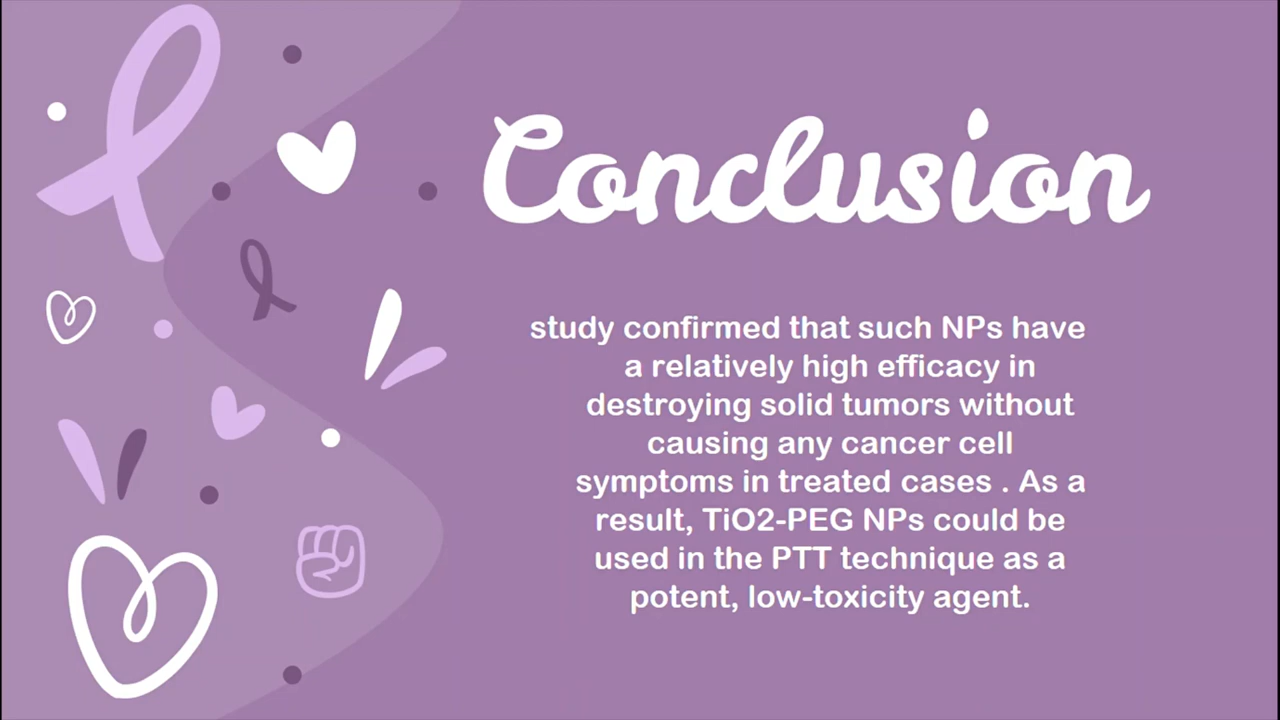 Conclusion
study confirmed that such NPs have
a relatively high efficacy in
destroying solid tumors without
causing any cancer cell
symptoms in treated cases . As a
result, TiO2-PEG NPs could be
used in the PTT technique as a
potent, low-toxicity agent.